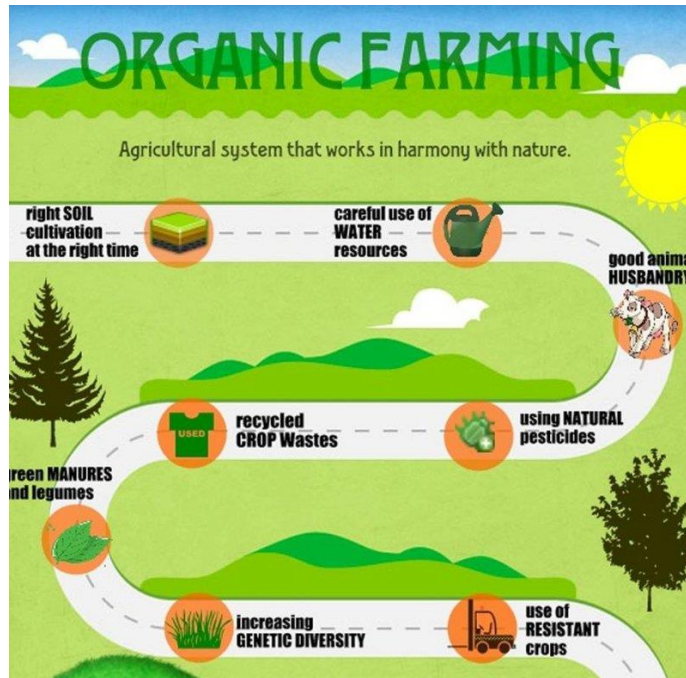 ORGANIC FARMING
Agricultural system that works in harmony with nature.
right SOIL
cultivation
at the right time
careful use of
WATER
resources
good anima
HUSBANDRY
using NATURAL
pesticides
recycled
CROP Wastes
USED
reen MANURES
nd legumes
increasing
GENETIC DIVERSITY
use of
RESISTANT
crops